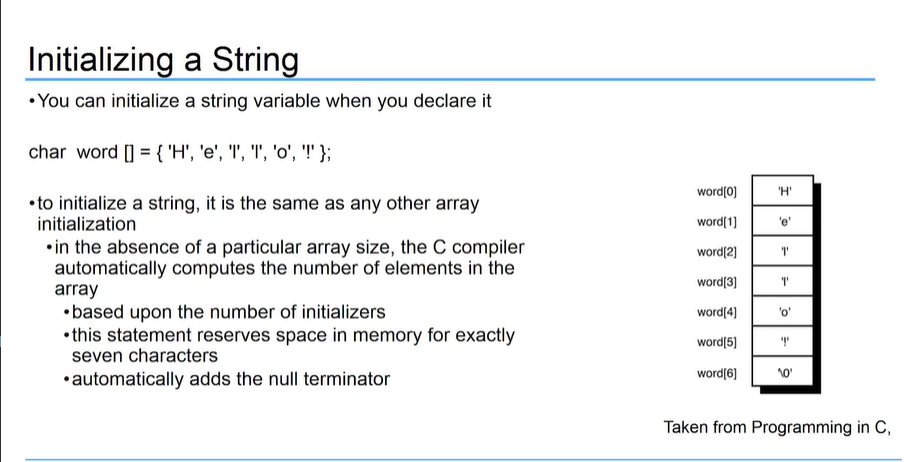 Initializing a String
•You can initialize a string variable when you declare it
char word [] = { 'H', 'e', 'l', 'l', 'o', '!' };
•to initialize a string, it is the same as any other array
initialization
•in the absence of a particular array size, the C compiler
automatically computes the number of elements in the
array
•based upon the number of initializers
•this statement reserves space in memory for exactly
seven characters
•automatically adds the null terminator
word[0] 'H'
word[1] 'e'
word[2] 'l'
word[3] 'l'
word[4] 'o'
word[5] '!'
word[6] '\0'
Taken from Programming in C,